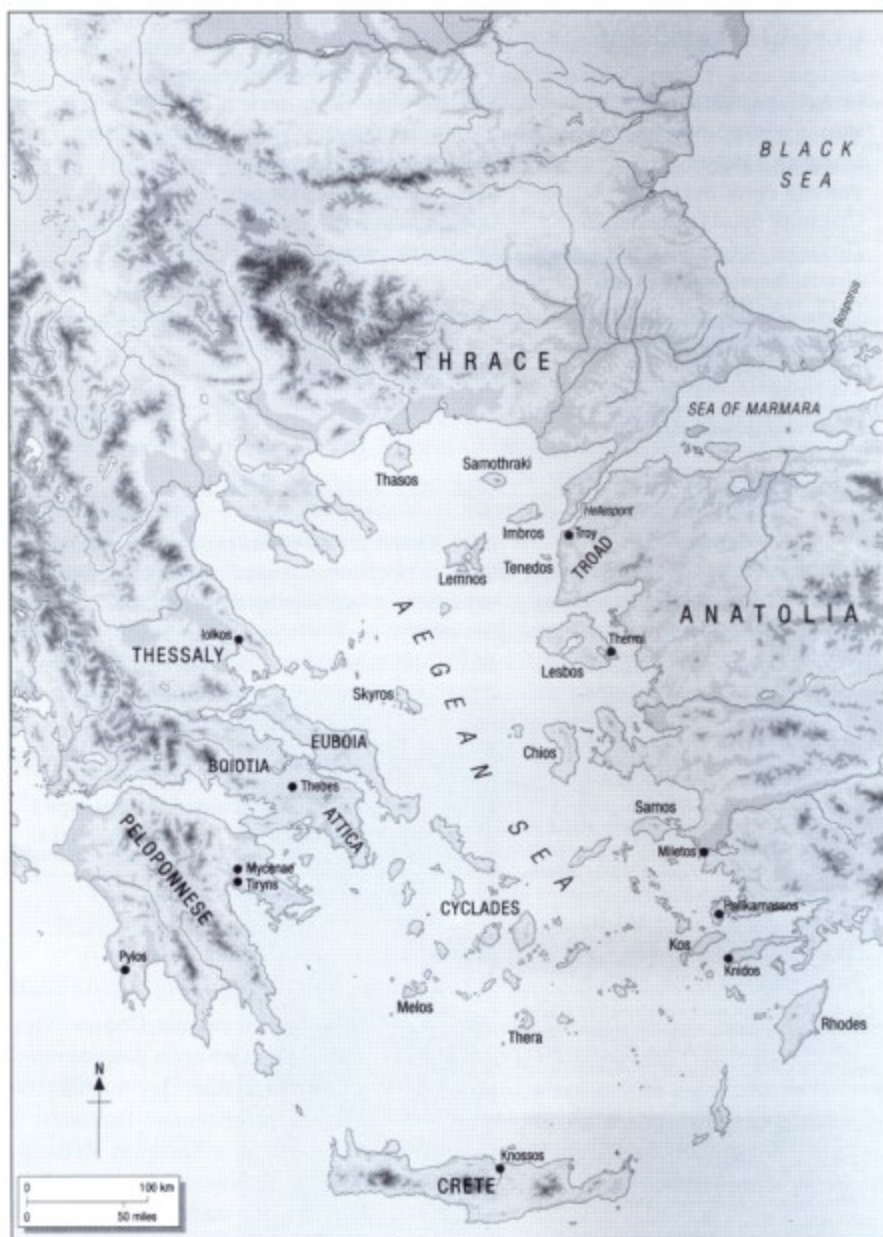 BLACK
SEA
Bosporus
THRACE
SEA OF MARMARA
Thasos
Samothraki
Hellespont
Imbros
Troy
TROAD
Lemnos
Tenedos
AEGEAN SEA
ANATOLIA
Iolkos
THESSALY
Thermi
Lesbos
Skyros
EUBOIA
BOIOTIA
Chios
Thebes
ATTICA
Samos
PELOPONNESE
Miletos
Mycenae
Tiryns
CYCLADES
Halikarnassos
Kos
Knidos
Pylos
Melos
Thera
Rhodes
N
Knossos
CRETE
0 100 km
0 50 miles